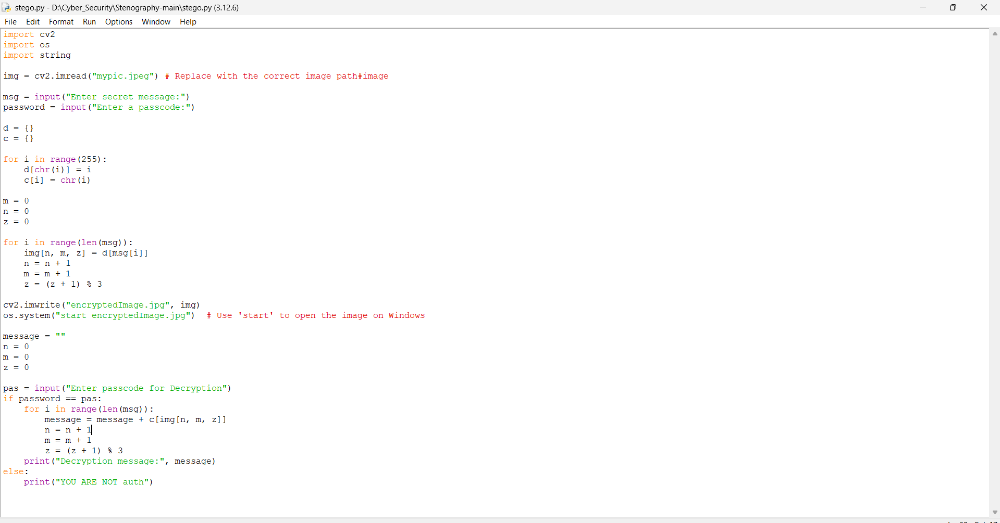 stego.py - D:\Cyber_Security\Stenography-main\stego.py (3.12.6)
File Edit Format Run Options Window Help
import cv2
import os
import string
img = cv2.imread("mypic.jpeg") # Replace with the correct image path#image
msg = input("Enter secret message:")
password = input("Enter a passcode:")
d = {}
c = {}
for i in range(255):
    d[chr(i)] = i
    c[i] = chr(i)
m = 0
n = 0
z = 0
for i in range(len(msg)):
    img[n, m, z] = d[msg[i]]
    n = n + 1
    m = m + 1
    z = (z + 1) % 3
cv2.imwrite("encryptedImage.jpg", img)
os.system("start encryptedImage.jpg")  # Use 'start' to open the image on Windows
message = ""
n = 0
m = 0
z = 0
pas = input("Enter passcode for Decryption")
if password == pas:
    for i in range(len(msg)):
        message = message + c[img[n, m, z]]
        n = n + 1
        m = m + 1
        z = (z + 1) % 3
    print("Decryption message:", message)
else:
    print("YOU ARE NOT auth")